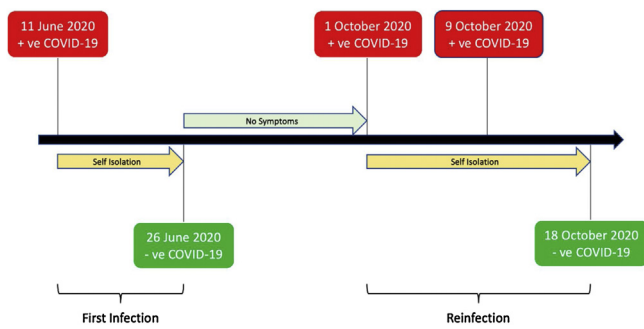 11 June 2020
+ ve COVID-19
1 October 2020
+ ve COVID-19
9 October 2020
+ ve COVID-19
No Symptoms
Self Isolation
Self Isolation
26 June 2020
- ve COVID-19
18 October 2020
- ve COVID-19
First Infection
Reinfection